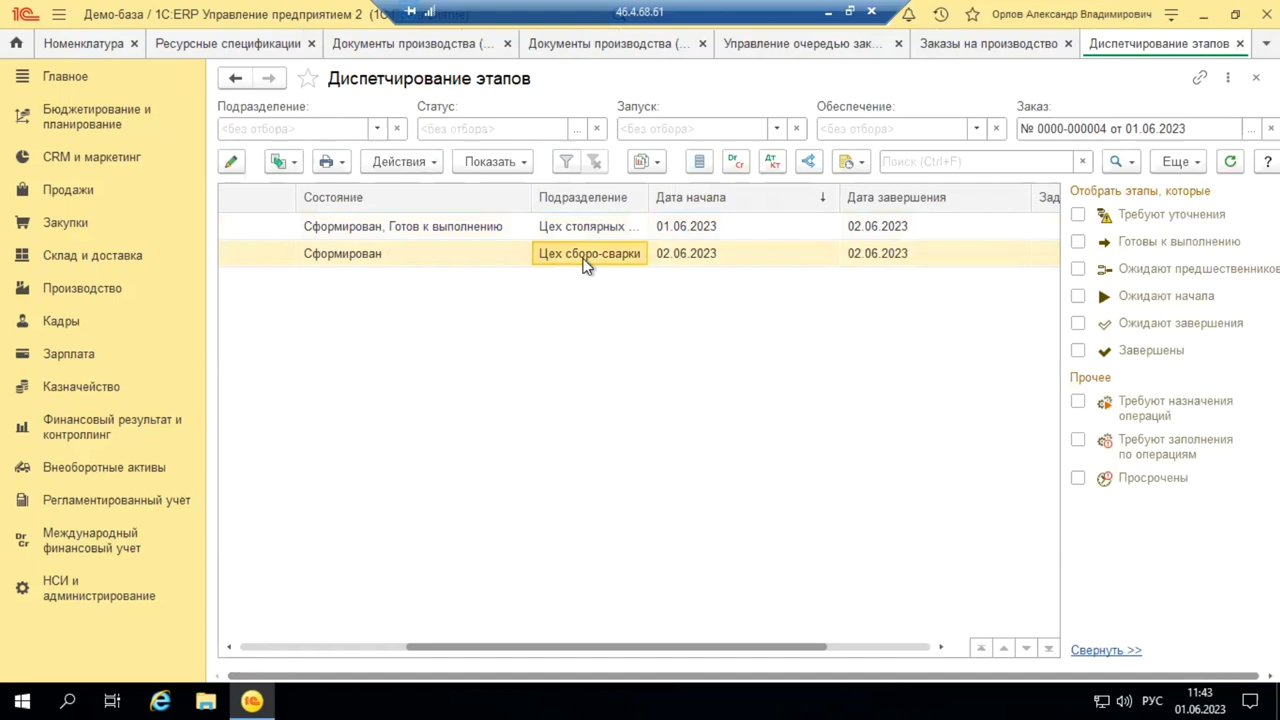 Демо-база / 1С:ERP Управление предприятием 2 (1С:Предприятие)
46.4.68.61
Орлов Александр Владимирович
Номенклатура
Ресурсные спецификации
Документы производства (...
Документы производства (...
Управление очередью зак...
Заказы на производство
Диспетчирование этапов
Главное
Бюджетирование и
планирование
CRM и маркетинг
Продажи
Закупки
Склад и доставка
Производство
Кадры
Зарплата
Казначейство
Финансовый результат и
контроллинг
Внеоборотные активы
Регламентированный учет
Международный
финансовый учет
НСИ и
администрирование
Диспетчирование этапов
Подразделение:
Статус:
Запуск:
Обеспечение:
Заказ:
<без отбора>
<без отбора>
<без отбора>
<без отбора>
№ 0000-000004 от 01.06.2023
Действия
Показать
Поиск (Ctrl+F)
Еще
?
Состояние
Подразделение
Дата начала
Дата завершения
Зад
Сформирован, Готов к выполнению
Цех столярных ...
01.06.2023
02.06.2023
Сформирован
Цех сборо-сварки
02.06.2023
02.06.2023
Отобрать этапы, которые
Требуют уточнения
Готовы к выполнению
Ожидают предшественников
Ожидают начала
Ожидают завершения
Завершены
Прочее
Требуют назначения
операций
Требуют заполнения
по операциям
Просрочены
Свернуть >>
РУС
11:43
01.06.2023